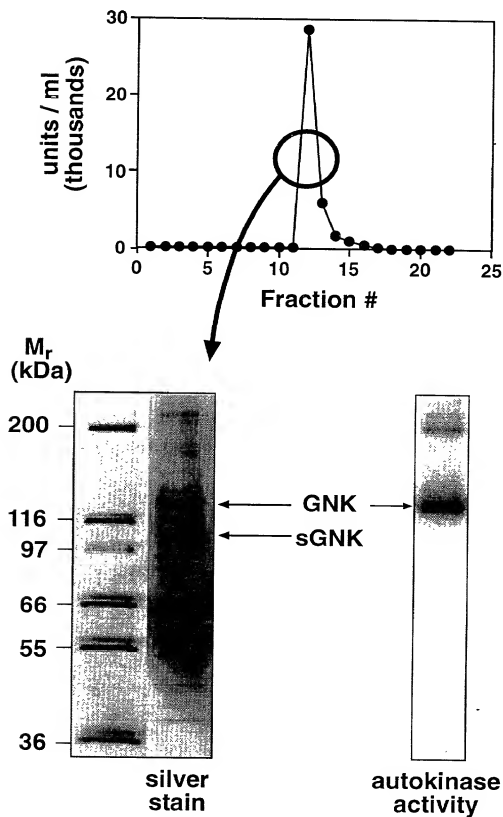 units / ml
(thousands)
30
20
10
0
0 5 10 15 20 25
Fraction #
Mr
(kDa)
200
116
97
66
55
36
GNK
sGNK
silver
stain
autokinase
activity